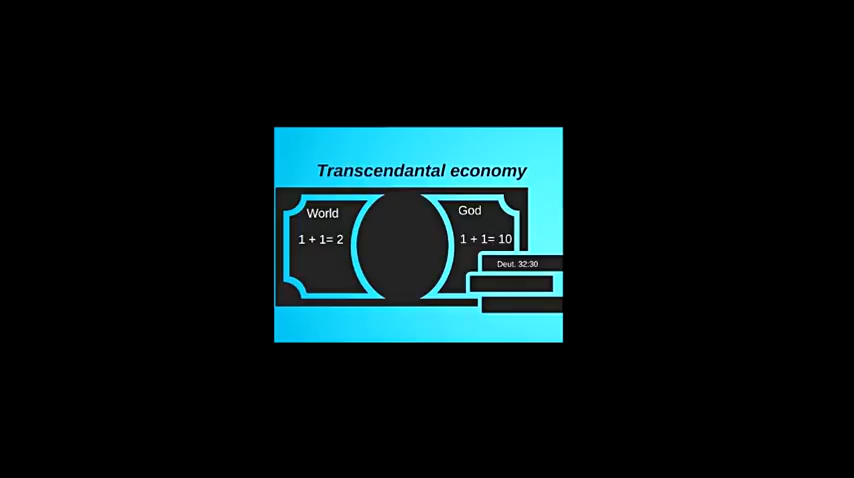 Transcendantal economy
World
1 + 1= 2
God
1 + 1= 10
Deut. 32:30